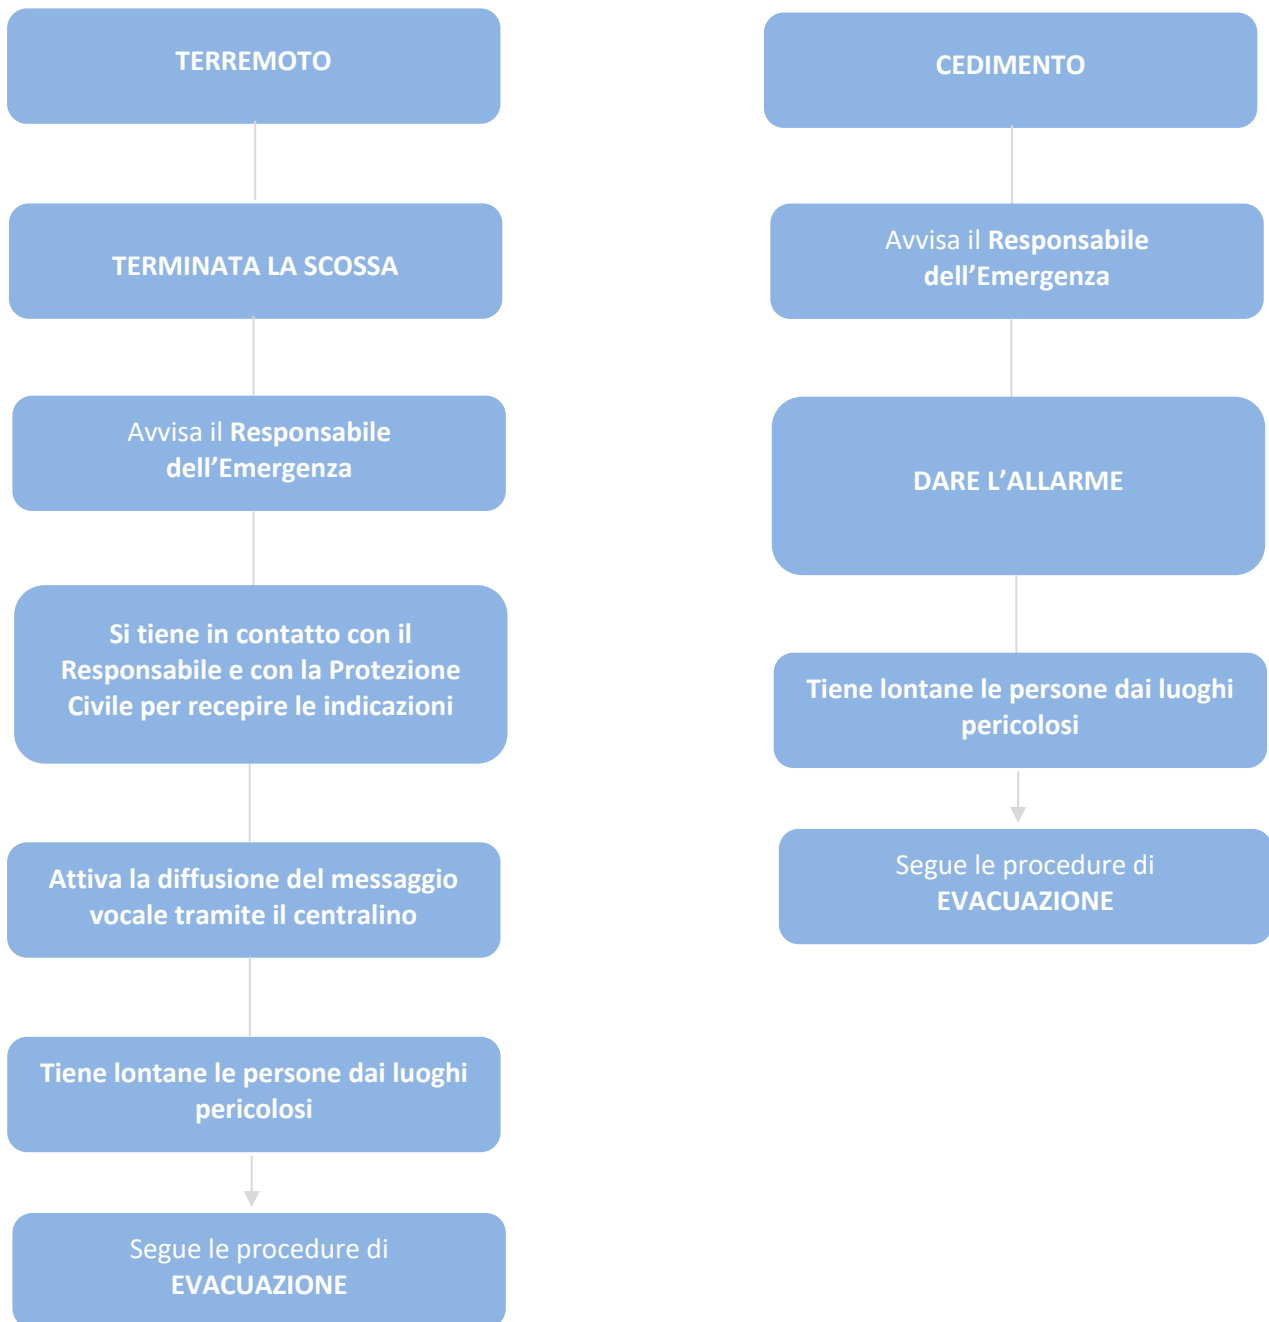 TERREMOTO
TERMINATA LA SCOSSA
Avvisa il Responsabile
dell’Emergenza
Si tiene in contatto con il
Responsabile e con la Protezione
Civile per recepire le indicazioni
Attiva la diffusione del messaggio
vocale tramite il centralino
Tiene lontane le persone dai luoghi
pericolosi
Segue le procedure di
EVACUAZIONE
CEDIMENTO
Avvisa il Responsabile
dell’Emergenza
DARE L’ALLARME
Tiene lontane le persone dai luoghi
pericolosi
Segue le procedure di
EVACUAZIONE